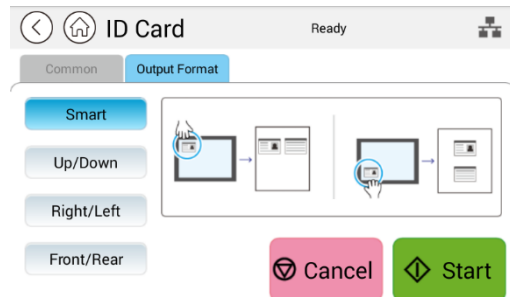 ID Card
Ready
Common
Output Format
Smart
Up/Down
Right/Left
Front/Rear
Cancel
Start